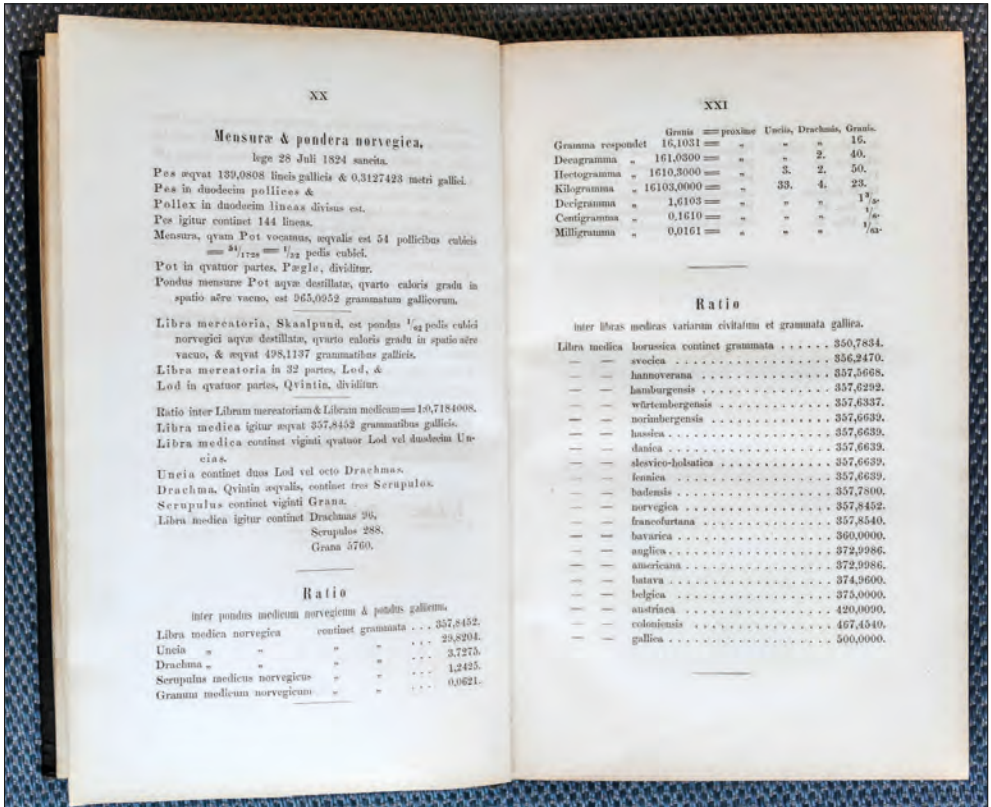 XX
Mensuræ & pondera norvegica,
lege 28 Juli 1824 sancita.
Pes æqvat 139,0808 lineis gallicis & 0,3127423 metri gallici.
Pes in duodecim pollices &
Pollex in duodecim lineas divisus est.
Pes igitur continet 144 lineas.
Mensura, qvam Pot vocamus, æqvalis est 54 pollicibus cubicis
= 54/1728 = 1/32 pedis cubici.
Pot in qvatuor partes, Pægle, dividitur.
Pondus mensuræ Pot aqvæ destillatæ, qvarto caloris gradu in
spatio aëre vacuo, est 965,0952 grammatum gallicorum.
Libra mercatoria, Skaalpund, est pondus 1/62 pedis cubici
norvegici aqvæ destillatæ, qvarto caloris gradu in spatio aëre
vacuo, & æqvat 498,1137 grammatibus gallicis.
Libra mercatoria in 32 partes, Lod, &
Lod in qvatuor partes, Qvintin, dividitur.
Ratio inter Libram mercatoriam & Libram medicam = 1:0,7184008.
Libra medica igitur æqvat 357,8452 grammatibus gallicis.
Libra medica continet viginti qvatuor Lod vel duodecim Un-
cias.
Uncia continet duos Lod vel octo Drachmas.
Drachma, Qvintin æqvalis, continet tres Scrupulos.
Scrupulus continet viginti Grana.
Libra medica igitur continet Drachmas 96,
Scrupulos 288.
Grana 5760.
Ratio
inter pondus medicum norvegicum & pondus gallicum.
Libra medica norvegica continet grammata ... 357,8452.
Uncia „ „ „ „ ... 29,8204.
Drachma „ „ „ „ ... 3,7275.
Scrupulus medicus norvegicus „ „ ... 1,2425.
Granum medicum norvegicum „ „ ... 0,0621.
XXI
Granis = proxime Unciis, Drachmis, Granis.
Gramma respondet 16,1031 = „ „ „ 16.
Decagramma „ 161,0300 = „ „ 2. 40.
Hectogramma „ 1610,3000 = „ 3. 2. 50.
Kilogramma „ 16103,0000 = „ 33. 4. 23.
Decigramma „ 1,6103 = „ „ „ 1 3/5.
Centigramma „ 0,1610 = „ „ „ 1/6.
Milligramma „ 0,0161 = „ „ „ 1/62.
Ratio
inter libras medicas variarum civitatum et grammata gallica.
Libra medica borussica continet grammata ...... 350,7834.
— — svecica ................ 356,2470.
— — hannoverana ............. 357,5668.
— — hamburgensis ............ 357,6292.
— — würtembergensis .......... 357,6337.
— — norimbergensis ........... 357,6639.
— — hassica ................. 357,6639.
— — danica ................. 357,6639.
— — slesvico-holsatica ......... 357,6639.
— — fennica ................ 357,6639.
— — badensis ................ 357,7800.
— — norvegica ............... 357,8452.
— — francofurtana ............ 357,8540.
— — bavarica ................ 360,0000.
— — anglica ................. 372,9986.
— — americana ............... 372,9986.
— — batava ................. 374,9600.
— — belgica ................. 375,0000.
— — austriaca ............... 420,0090.
— — coloniensis .............. 467,4540.
— — gallica ................. 500,0000.